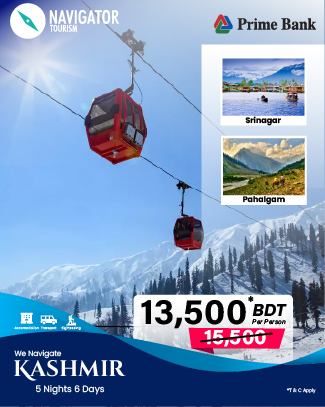 NAVIGATOR
TOURISM
Prime Bank
Srinagar
Pahalgam
13,500* BDT
Per Person
15,500
Accomodation Transport Sightseeing
We Navigate
KASHMIR
5 Nights 6 Days
*T & C Apply